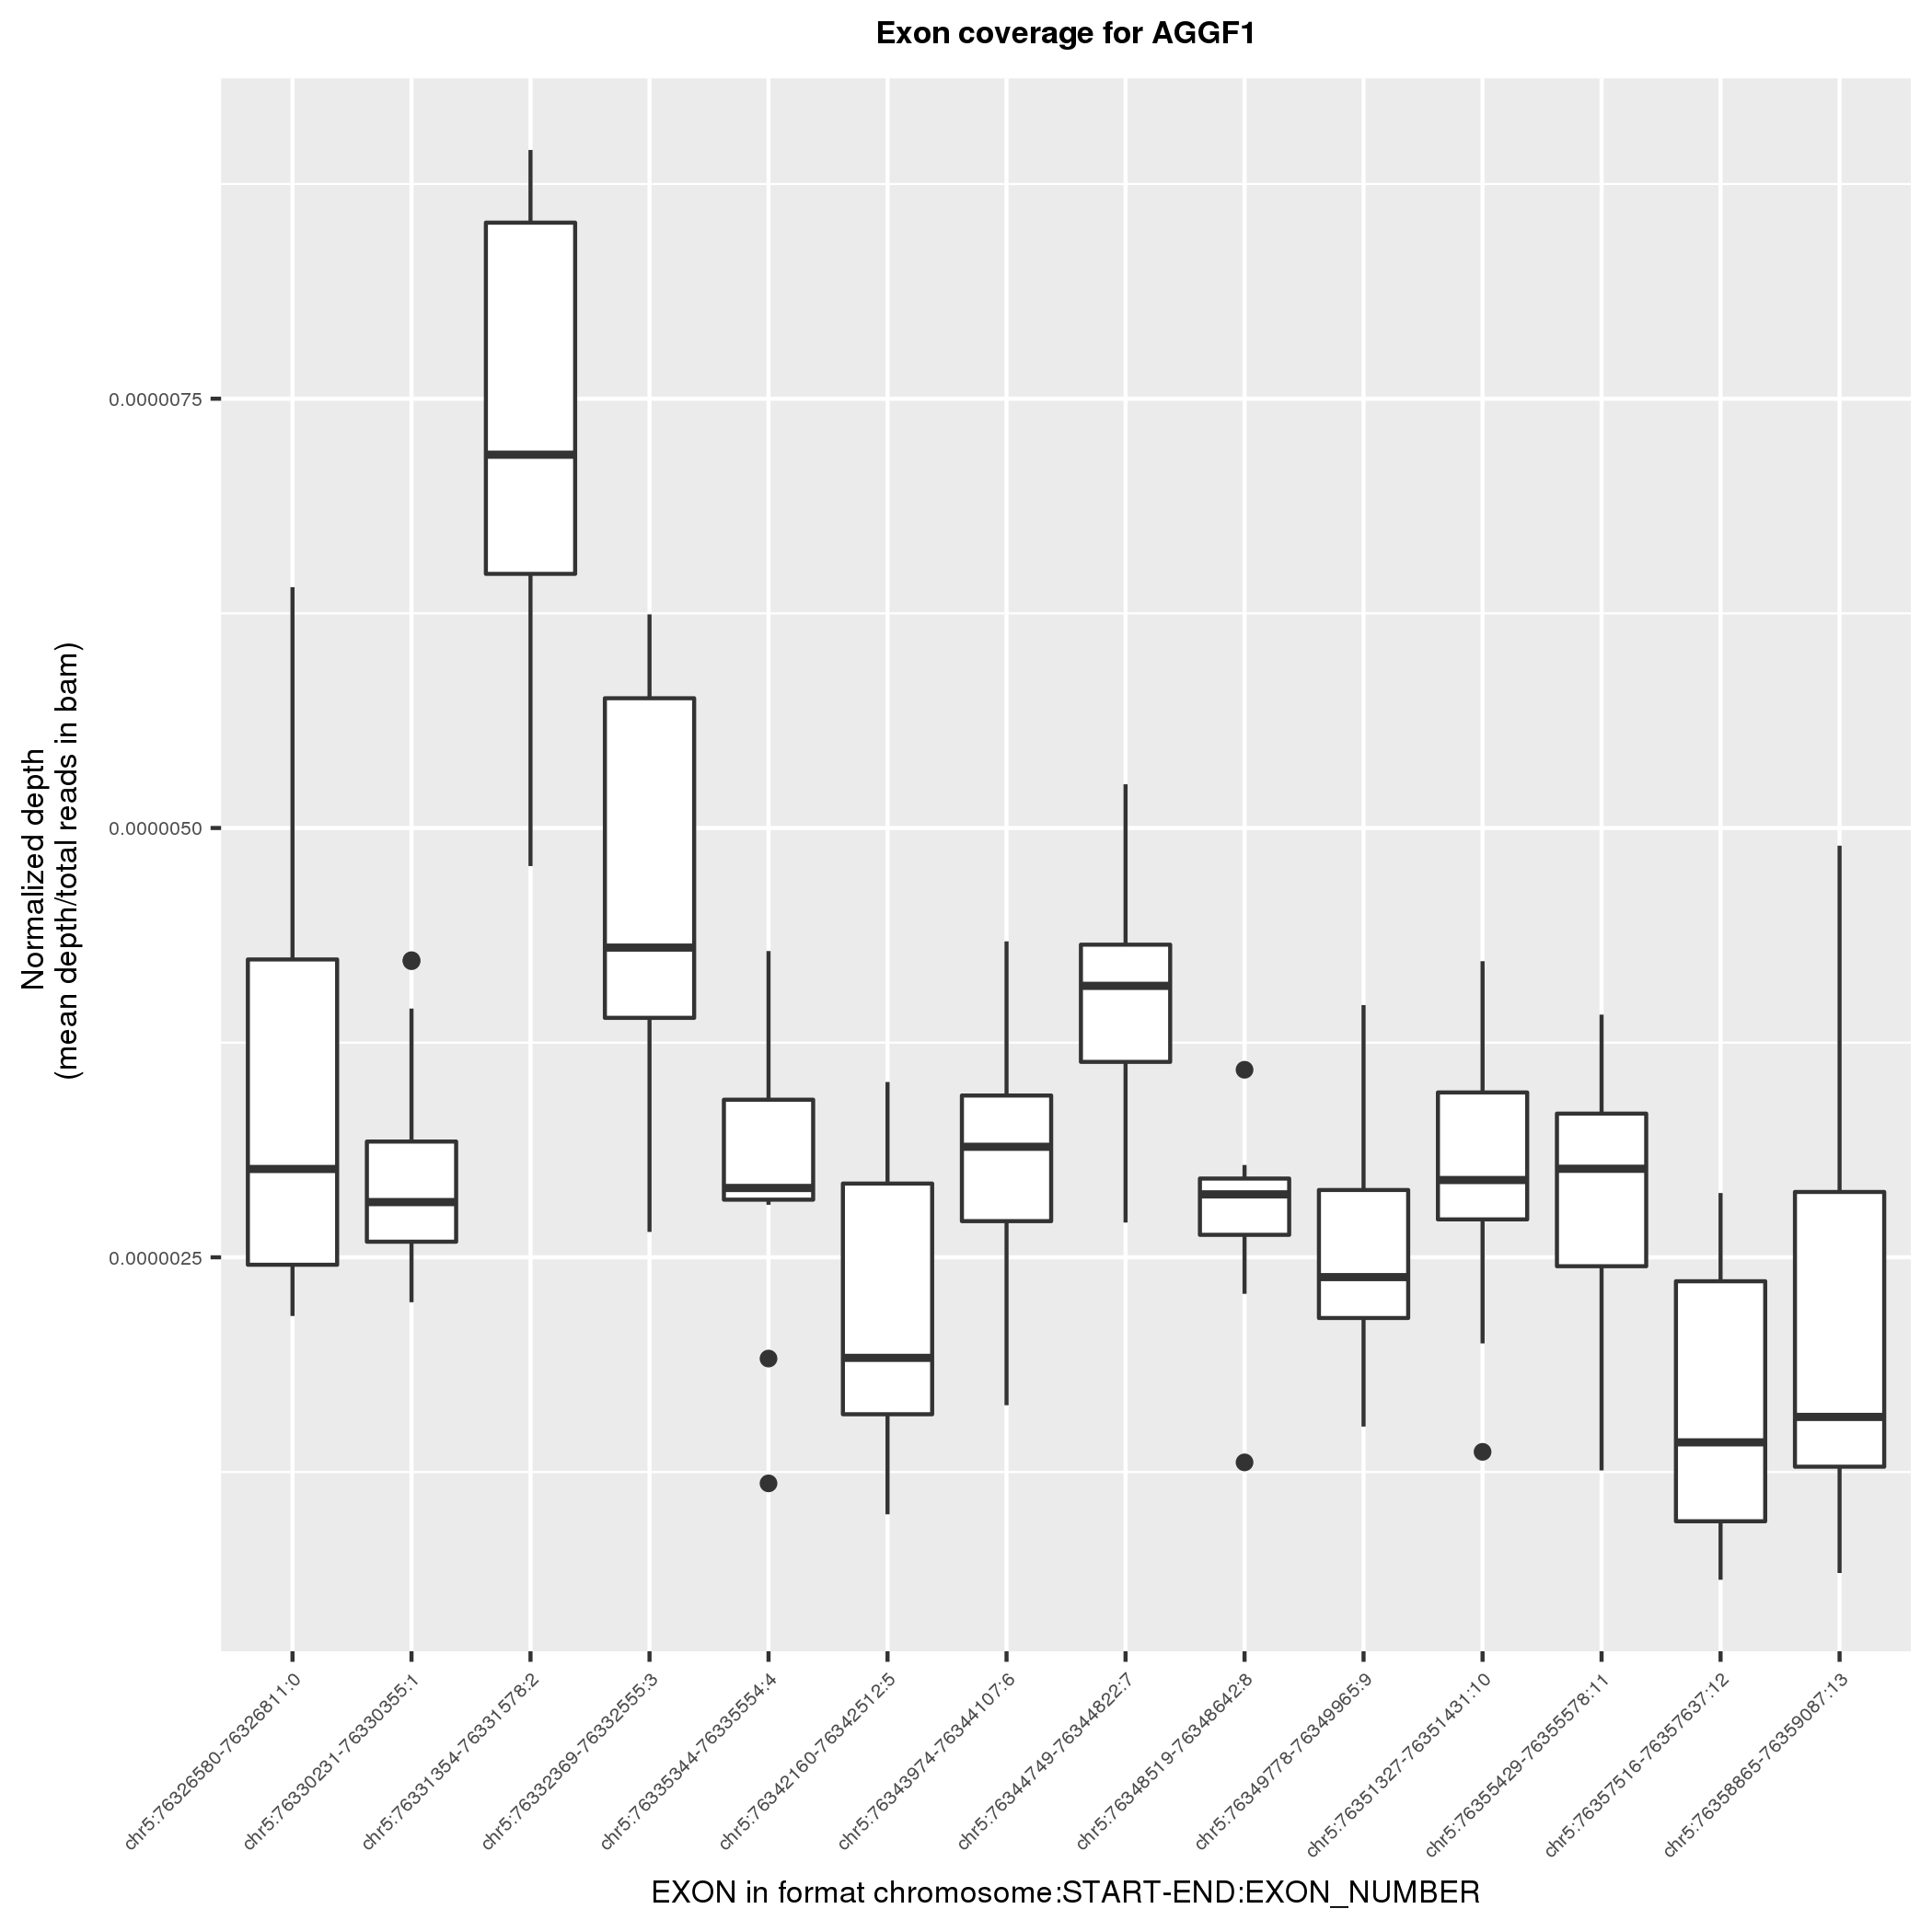 Exon coverage for AGGF1
Normalized depth
(mean depth/total reads in bam)
0.0000075
0.0000050
0.0000025
chr5:76326580-76326811:0
chr5:76330231-76330355:1
chr5:76331354-76331578:2
chr5:76332369-76332555:3
chr5:76335344-76335554:4
chr5:76342160-76342512:5
chr5:76343974-76344107:6
chr5:76344749-76344822:7
chr5:76348519-76348642:8
chr5:76349778-76349965:9
chr5:76351327-76351431:10
chr5:76355429-76355578:11
chr5:76357516-76357637:12
chr5:76358865-76359087:13
EXON in format chromosome:START-END:EXON_NUMBER